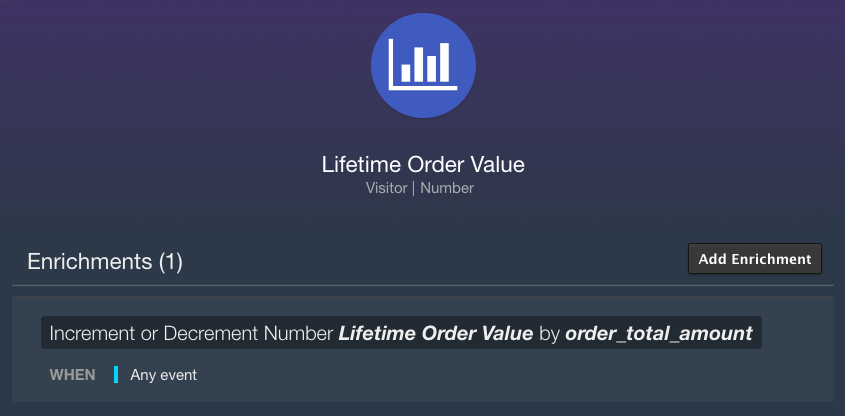 Lifetime Order Value
Visitor | Number
Enrichments (1)
Add Enrichment
Increment or Decrement Number Lifetime Order Value by order_total_amount
WHEN Any event